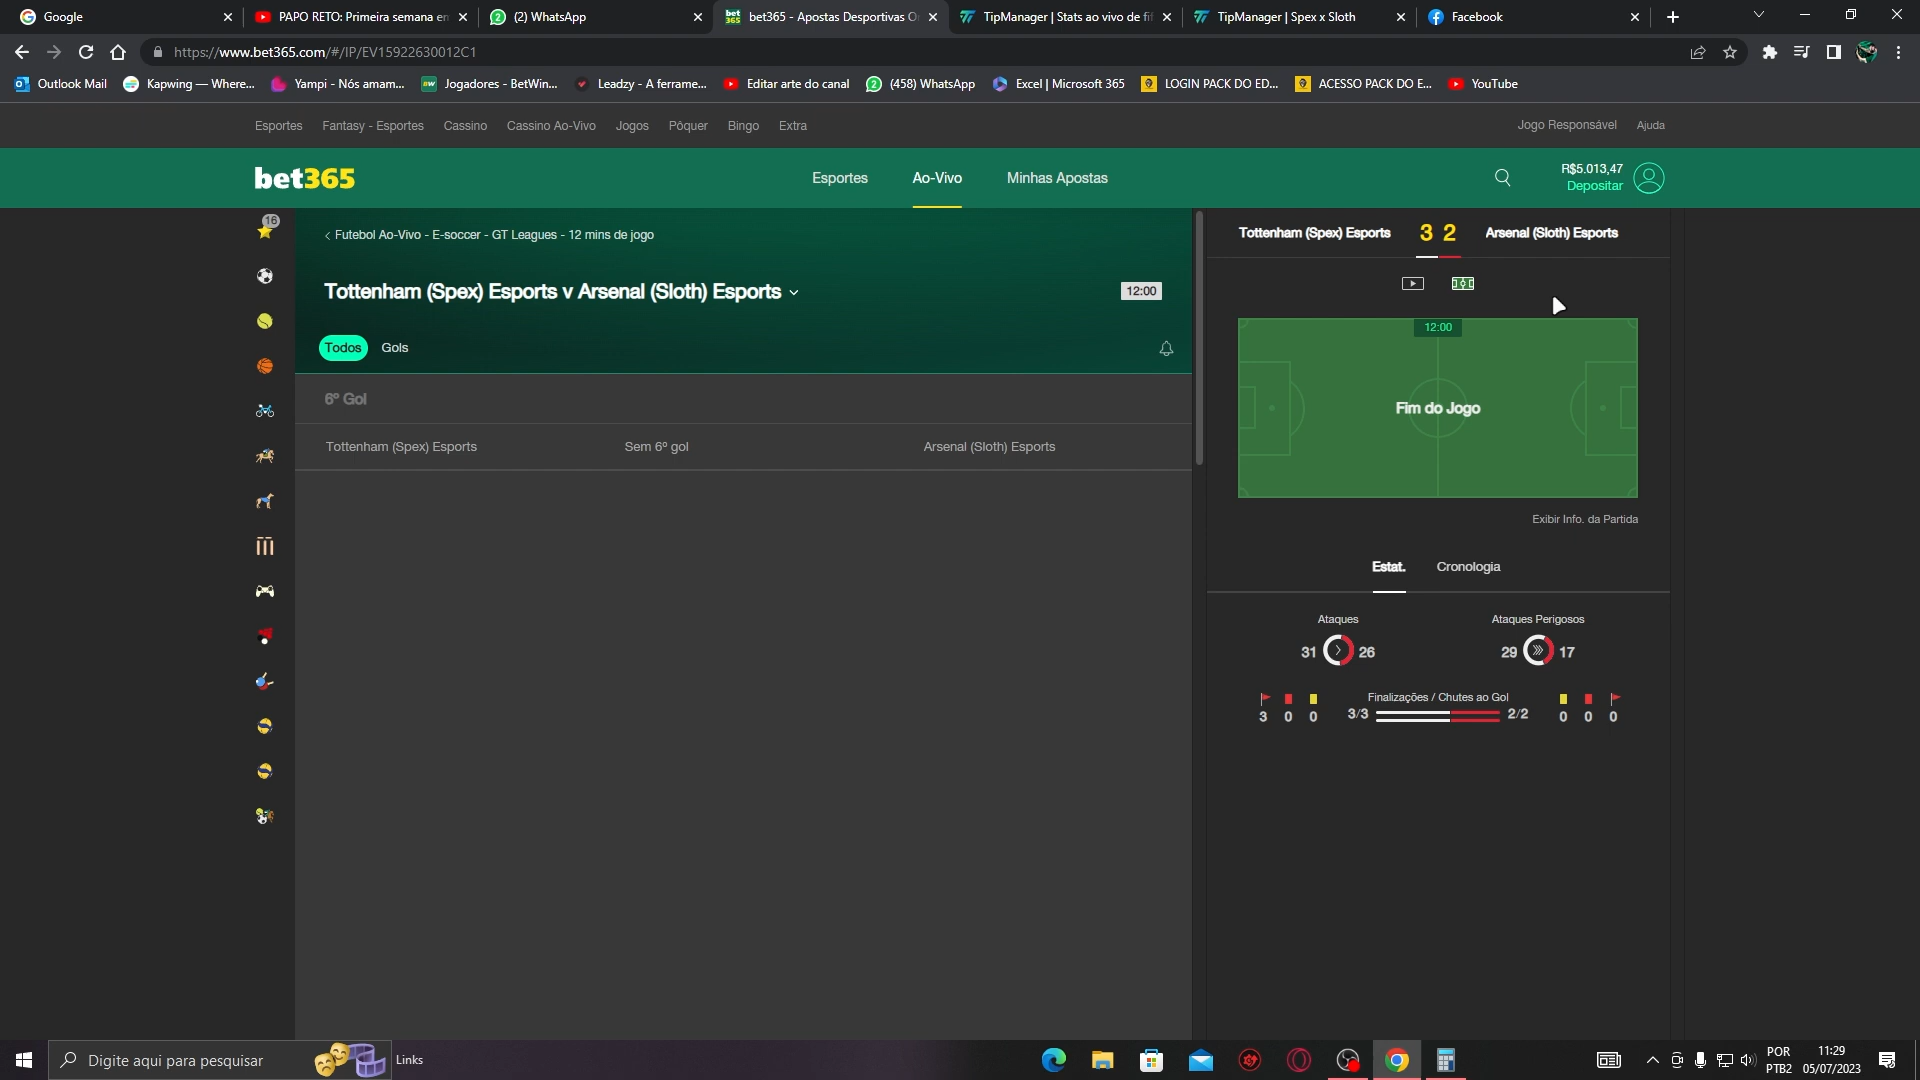 Google
PAPO RETO: Primeira semana en
(2) WhatsApp
bet365 - Apostas Desportivas O
TipManager | Stats ao vivo de fif
TipManager | Spex x Sloth
Facebook
https://www.bet365.com/#/IP/EV15922630012C1
Outlook Mail
Kapwing — Where...
Yampi - Nós amam...
Jogadores - BetWin...
Leadzy - A ferrame...
Editar arte do canal
(458) WhatsApp
Excel | Microsoft 365
LOGIN PACK DO ED...
ACESSO PACK DO E...
YouTube
Esportes
Fantasy - Esportes
Cassino
Cassino Ao-Vivo
Jogos
Pôquer
Bingo
Extra
Jogo Responsável
Ajuda
bet365
Esportes
Ao-Vivo
Minhas Apostas
R$5.013,47
Depositar
16
Futebol Ao-Vivo - E-soccer - GT Leagues - 12 mins de jogo
Tottenham (Spex) Esports v Arsenal (Sloth) Esports
12:00
Todos
Gols
6º Gol
Tottenham (Spex) Esports
Sem 6º gol
Arsenal (Sloth) Esports
Tottenham (Spex) Esports
3 2
Arsenal (Sloth) Esports
12:00
Fim do Jogo
Exibir Info. da Partida
Estat.
Cronologia
Ataques
31
26
Ataques Perigosos
29
17
Finalizações / Chutes ao Gol
3 0 0
3/3
2/2
0 0 0
Digite aqui para pesquisar
Links
POR
PTB2
11:29
05/07/2023